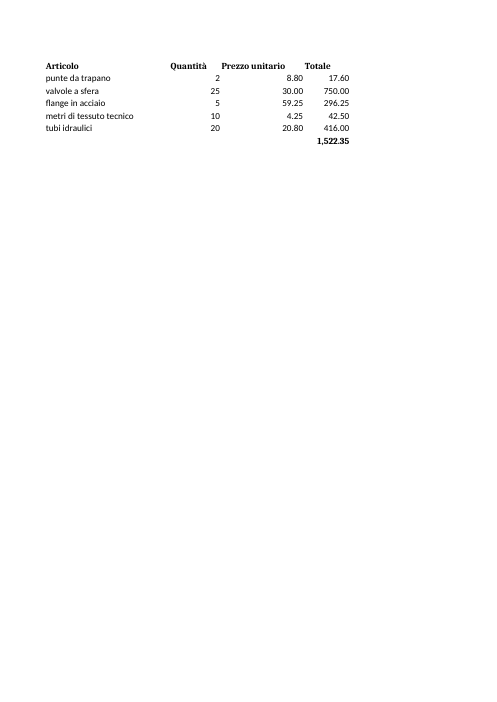 Articolo Quantità Prezzo unitario Totale
punte da trapano 2 8.80 17.60
valvole a sfera 25 30.00 750.00
flange in acciaio 5 59.25 296.25
metri di tessuto tecnico 10 4.25 42.50
tubi idraulici 20 20.80 416.00
1,522.35